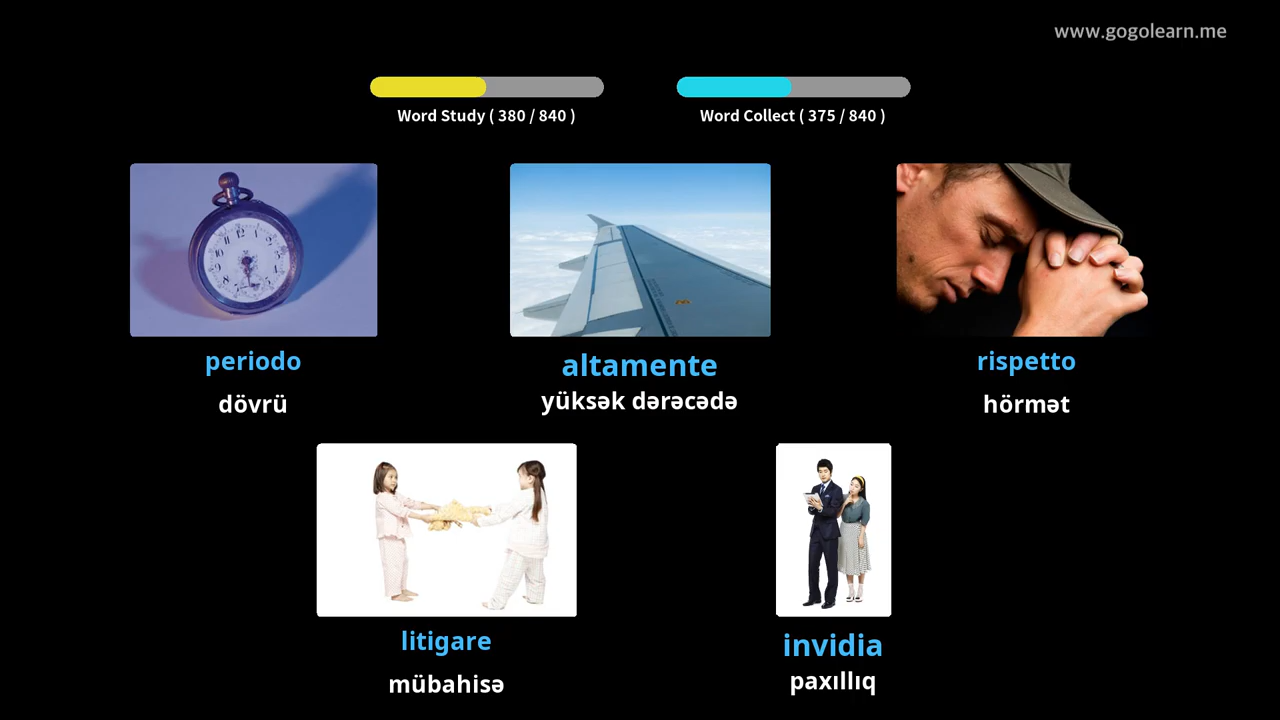 www.gogolearn.me
Word Study ( 380 / 840 )
Word Collect ( 375 / 840 )
periodo
dövrü
altamente
yüksək dərəcədə
rispetto
hörmət
litigare
mübahisə
invidia
paxıllıq